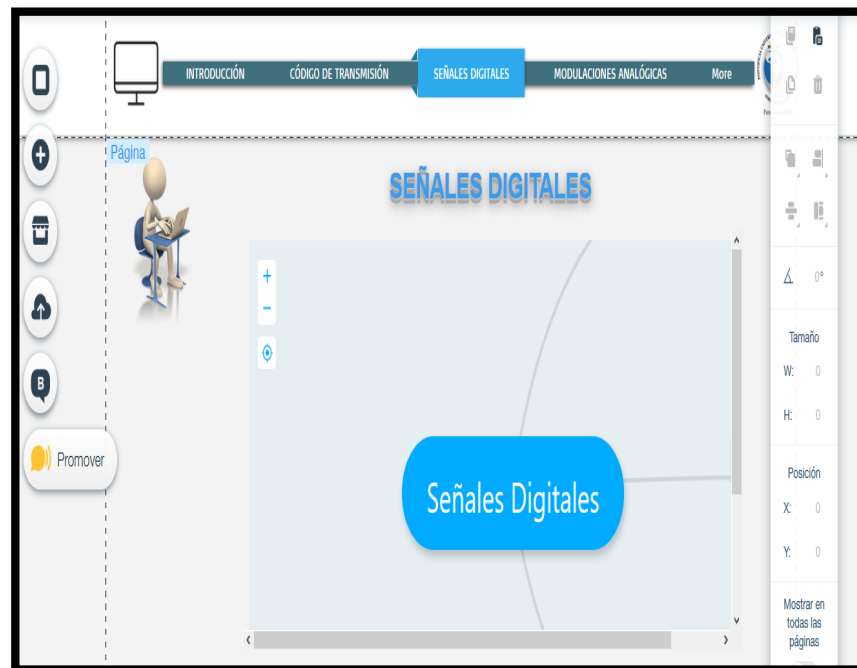 INTRODUCCIÓN
CÓDIGO DE TRANSMISIÓN
SEÑALES DIGITALES
MODULACIONES ANALÓGICAS
More
Página
SEÑALES DIGITALES
Señales Digitales
B
Promover
0°
Tamaño
W: 0
H: 0
Posición
X: 0
Y: 0
Mostrar en
todas las
páginas